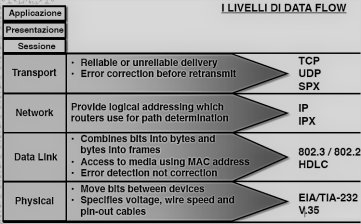 I LIVELLI DI DATA FLOW
Applicazione
Presentazione
Sessione
Transport
• Reliable or unreliable delivery
• Error correction before retransmit
TCP
UDP
SPX
Network
Provide logical addressing which
routers use for path determination
IP
IPX
Data Link
• Combines bits into bytes and
bytes into frames
• Access to media using MAC address
• Error detection not correction
802.3 / 802.2
HDLC
Physical
• Move bits between devices
• Specifies voltage, wire speed and
pin-out cables
EIA/TIA-232
V.35